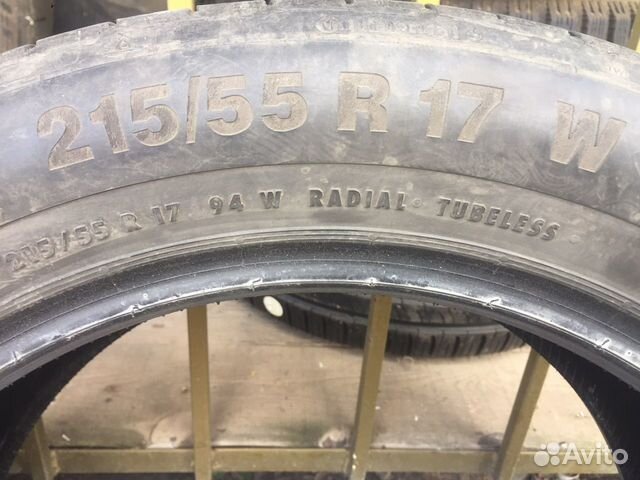 215/55 R 17 W
215/55 R 17 94 W RADIAL TUBELESS
Avito